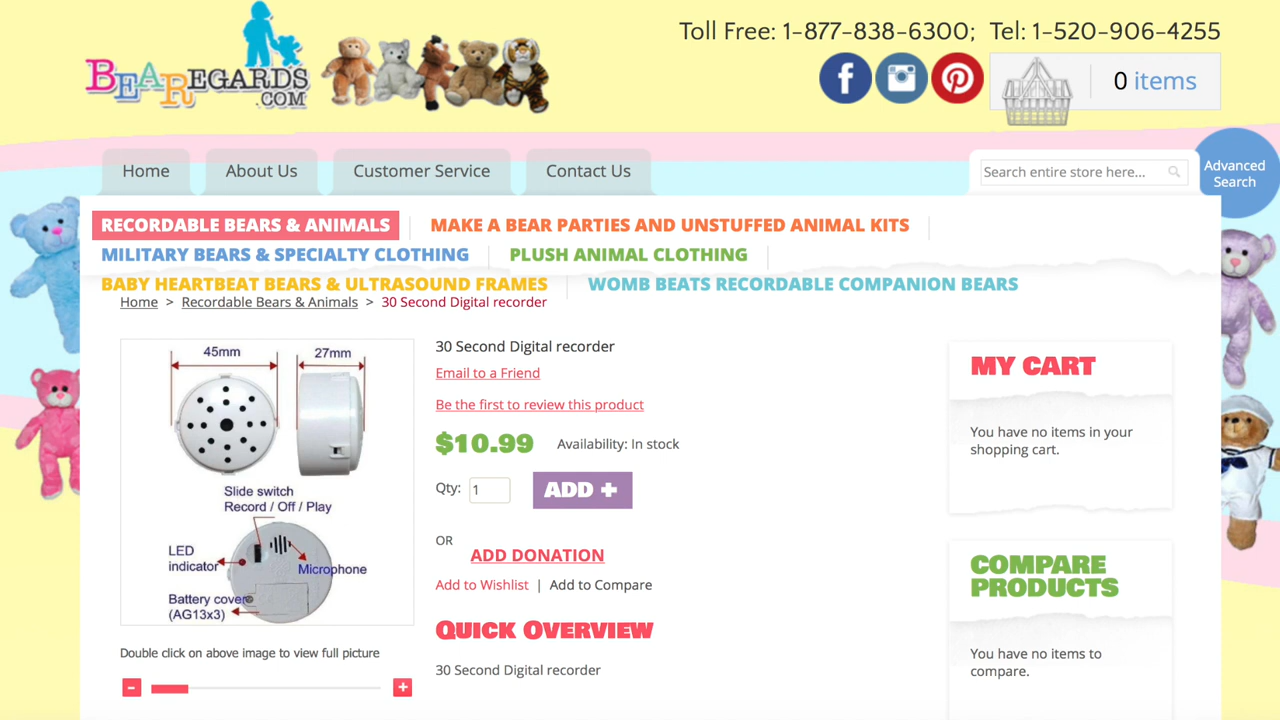 Toll Free: 1-877-838-6300;  Tel: 1-520-906-4255
BEAREGARDS
.COM
0 items
Home
About Us
Customer Service
Contact Us
Search entire store here...
Advanced
Search
RECORDABLE BEARS & ANIMALS
MAKE A BEAR PARTIES AND UNSTUFFED ANIMAL KITS
MILITARY BEARS & SPECIALTY CLOTHING
PLUSH ANIMAL CLOTHING
BABY HEARTBEAT BEARS & ULTRASOUND FRAMES
WOMB BEATS RECORDABLE COMPANION BEARS
Home > Recordable Bears & Animals > 30 Second Digital recorder
45mm
27mm
Slide switch
Record / Off / Play
LED
indicator
Microphone
Battery cover
(AG13x3)
Double click on above image to view full picture
30 Second Digital recorder
Email to a Friend
Be the first to review this product
$10.99
Availability: In stock
Qty: 1
ADD +
OR
ADD DONATION
Add to Wishlist | Add to Compare
QUICK OVERVIEW
30 Second Digital recorder
MY CART
You have no items in your
shopping cart.
COMPARE
PRODUCTS
You have no items to
compare.